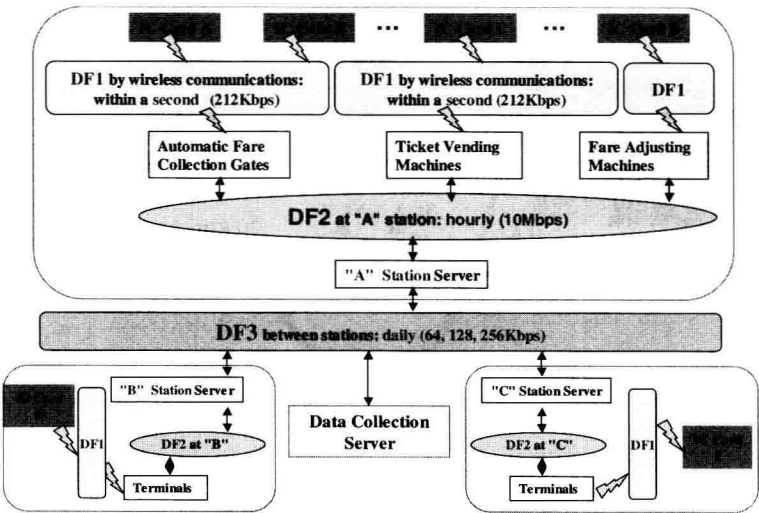 ... ...
DF1 by wireless communications:
within a second (212Kbps)
DF1 by wireless communications:
within a second (212Kbps)
DF1
Automatic Fare
Collection Gates
Ticket Vending
Machines
Fare Adjusting
Machines
DF2 at "A" station: hourly (10Mbps)
"A" Station Server
DF3 between stations: daily (64, 128, 256Kbps)
"B" Station Server
DF1
DF2 at "B"
Terminals
Data Collection
Server
"C" Station Server
DF2 at "C"
DF1
Terminals